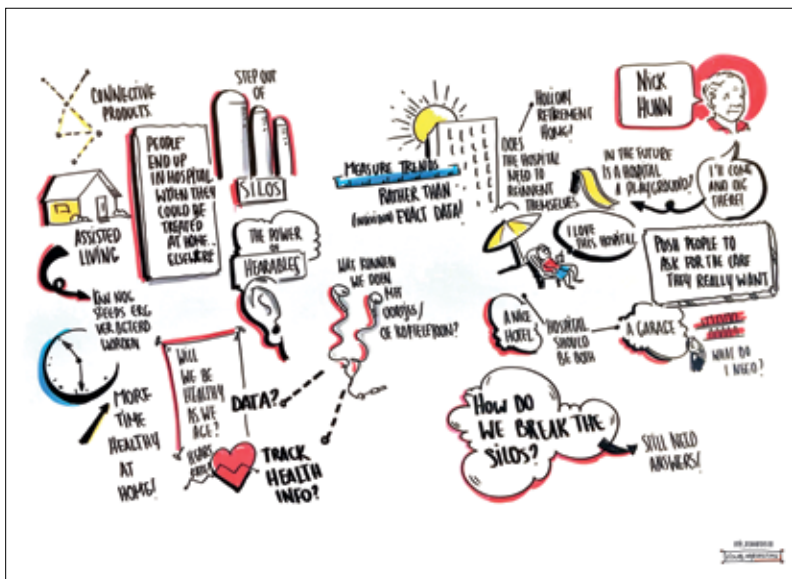 CONNECTIVE
PRODUCTS
STEP OUT
OF
SILOS
PEOPLE
END UP
IN HOSPITAL
WHEN THEY
COULD BE
TREATED
AT HOME...
ELSEWERE
ASSISTED
LIVING
KAN NOG
STEEDS ERG
VERBETERD
WORDEN
MORE
TIME
HEALTHY
AT
HOME!
THE POWER
OF
HEARABLES
WILL
WE BE
HEALTHY
AS WE
AGE?
DATA?
TRACK
HEALTH
INFO?
WAT KUNNEN
WE DOEN
MET
OORTJES/
OF KOPTELEFOON?
MEASURE TRENDS
RATHER THAN
EXACT DATA!
HOLIDAY
RETIREMENT
HOME!
DOES
THE HOSPITAL
NEED TO
REINVENT
THEMSELVES
NICK
HUNN
IN THE FUTURE
IS A HOSPITAL
A PLAYGROUND?
I'LL COME
AND
THERE!
I LOVE
THIS HOSPITAL
PUSH PEOPLE TO
ASK FOR THE CARE
THEY REALLY WANT
A NICE
HOTEL
HOSPITAL
SHOULD
BE BOTH
A GARAGE
WHAT DO
I NEED?
HOW DO
WE BREAK THE
SILOS?
STILL NEED
ANSWERS!